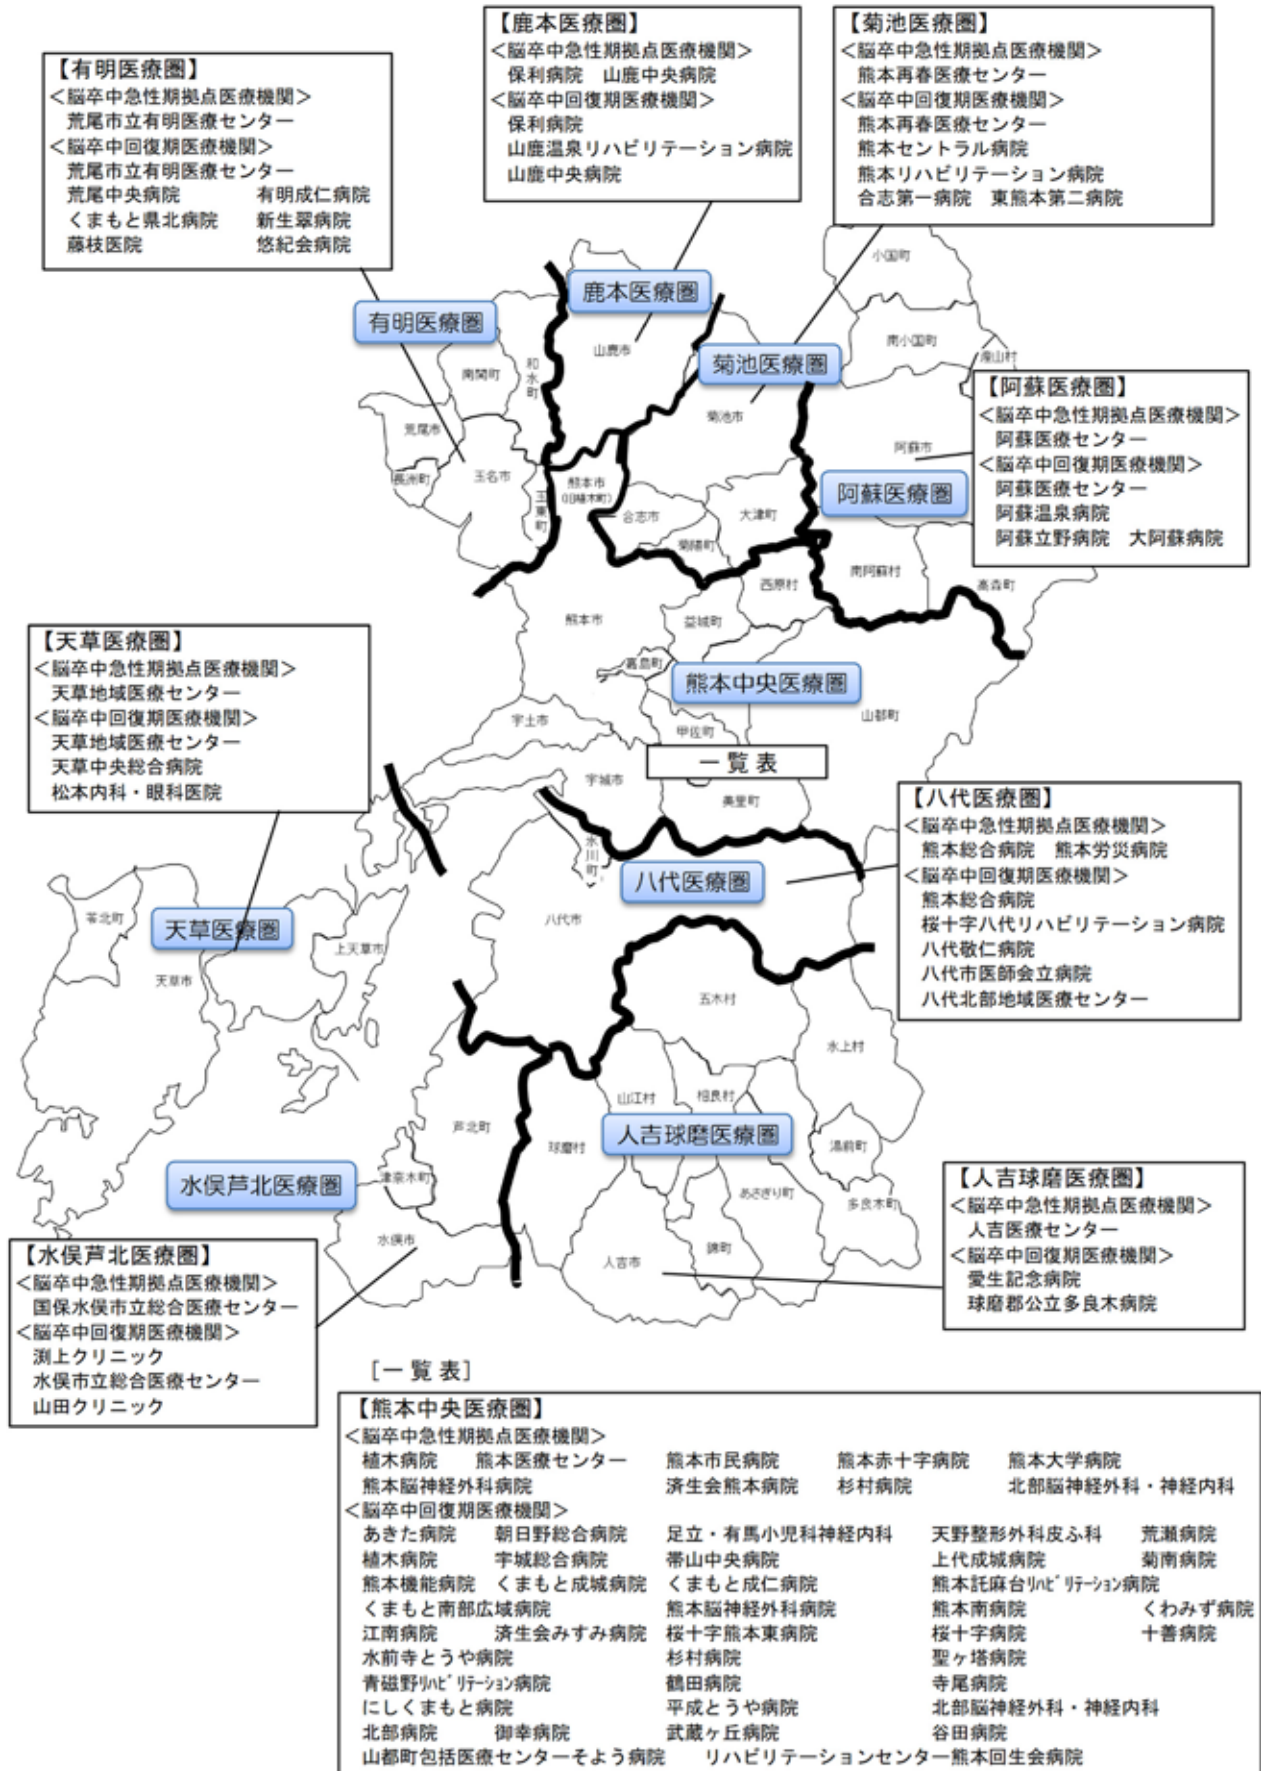 【鹿本医療圏】
<脳卒中急性期拠点医療機関>
保利病院 山鹿中央病院
<脳卒中回復期医療機関>
保利病院
山鹿温泉リハビリテーション病院
山鹿中央病院
【菊池医療圏】
<脳卒中急性期拠点医療機関>
熊本再春医療センター
<脳卒中回復期医療機関>
熊本再春医療センター
熊本セントラル病院
熊本リハビリテーション病院
合志第一病院 東熊本第二病院
【有明医療圏】
<脳卒中急性期拠点医療機関>
荒尾市立有明医療センター
<脳卒中回復期医療機関>
荒尾市立有明医療センター
荒尾中央病院 有明成仁病院
くまもと県北病院 新生翠病院
藤枝医院 悠紀会病院
小国町
鹿本医療圏
有明医療圏
南小国町
山鹿市
産山村
菊池医療圏
南関町
和水町
【阿蘇医療圏】
<脳卒中急性期拠点医療機関>
阿蘇医療センター
<脳卒中回復期医療機関>
阿蘇医療センター
阿蘇温泉病院
阿蘇立野病院 大阿蘇病院
菊池市
荒尾市
阿蘇市
玉名市
長洲町
熊本市
(旧植木町)
阿蘇医療圏
玉東町
合志市
大津町
菊陽町
西原村
南阿蘇村
高森町
熊本市
益城町
嘉島町
熊本中央医療圏
山都町
宇土市
甲佐町
一 覧 表
宇城市
美里町
【天草医療圏】
<脳卒中急性期拠点医療機関>
天草地域医療センター
<脳卒中回復期医療機関>
天草地域医療センター
天草中央総合病院
松本内科・眼科医院
【八代医療圏】
<脳卒中急性期拠点医療機関>
熊本総合病院 熊本労災病院
<脳卒中回復期医療機関>
熊本総合病院
桜十字八代リハビリテーション病院
八代敬仁病院
八代市医師会立病院
八代北部地域医療センター
氷川町
八代医療圏
八代市
苓北町
天草医療圏
上天草市
天草市
五木村
水上村
山江村
相良村
芦北町
球磨村
人吉球磨医療圏
湯前町
水俣芦北医療圏
津奈木町
あさぎり町
多良木町
水俣市
人吉市
錦町
【人吉球磨医療圏】
<脳卒中急性期拠点医療機関>
人吉医療センター
<脳卒中回復期医療機関>
愛生記念病院
球磨郡公立多良木病院
【水俣芦北医療圏】
<脳卒中急性期拠点医療機関>
国保水俣市立総合医療センター
<脳卒中回復期医療機関>
渕上クリニック
水俣市立総合医療センター
山田クリニック
［一 覧 表］
【熊本中央医療圏】
<脳卒中急性期拠点医療機関>
植木病院 熊本医療センター 熊本市民病院 熊本赤十字病院 熊本大学病院
熊本脳神経外科病院 済生会熊本病院 杉村病院 北部脳神経外科・神経内科
<脳卒中回復期医療機関>
あきた病院 朝日野総合病院 足立・有馬小児科神経内科 天野整形外科皮ふ科 荒瀬病院
植木病院 宇城総合病院 帯山中央病院 上代成城病院 菊南病院
熊本機能病院 くまもと成城病院 くまもと成仁病院 熊本託麻台ﾘﾊﾋﾞﾘﾃｰｼｮﾝ病院
くまもと南部広域病院 熊本脳神経外科病院 熊本南病院 くわみず病院
江南病院 済生会みすみ病院 桜十字熊本東病院 桜十字病院 十善病院
水前寺とうや病院 杉村病院 聖ヶ塔病院
青磁野ﾘﾊﾋﾞﾘﾃｰｼｮﾝ病院 鶴田病院 寺尾病院
にしくまもと病院 平成とうや病院 北部脳神経外科・神経内科
北部病院 御幸病院 武蔵ヶ丘病院 谷田病院
山都町包括医療センターそよう病院 リハビリテーションセンター熊本回生会病院